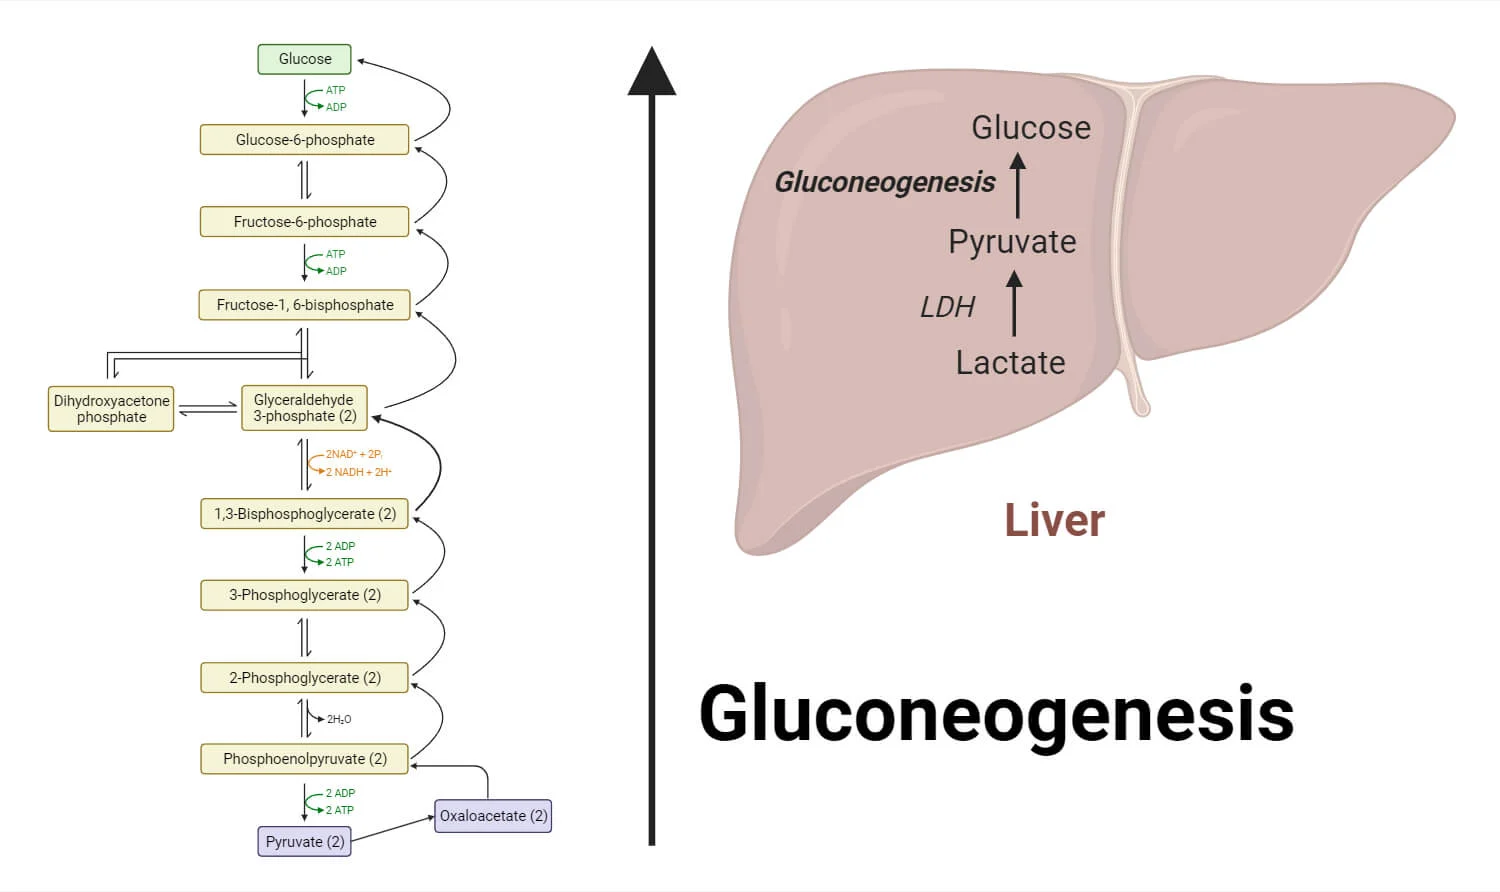 Glucose
ATP
ADP
Glucose-6-phosphate
Fructose-6-phosphate
ATP
ADP
Fructose-1, 6-bisphosphate
Dihydroxyacetone
phosphate
Glyceraldehyde
3-phosphate (2)
2NAD⁺ + 2Pᵢ
2 NADH + 2H⁺
1,3-Bisphosphoglycerate (2)
2 ADP
2 ATP
3-Phosphoglycerate (2)
2-Phosphoglycerate (2)
2H₂O
Phosphoenolpyruvate (2)
2 ADP
2 ATP
Oxaloacetate (2)
Pyruvate (2)
Glucose
Gluconeogenesis
Pyruvate
LDH
Lactate
Liver
Gluconeogenesis